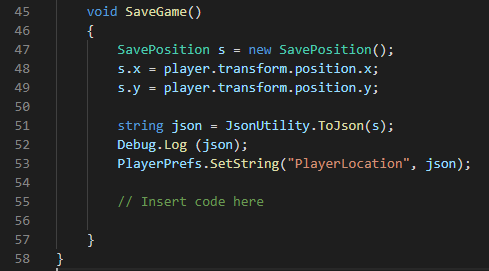 45 void SaveGame()
46 {
47 SavePosition s = new SavePosition();
48 s.x = player.transform.position.x;
49 s.y = player.transform.position.y;
50
51 string json = JsonUtility.ToJson(s);
52 Debug.Log (json);
53 PlayerPrefs.SetString("PlayerLocation", json);
54
55 // Insert code here
56
57 }
58 }